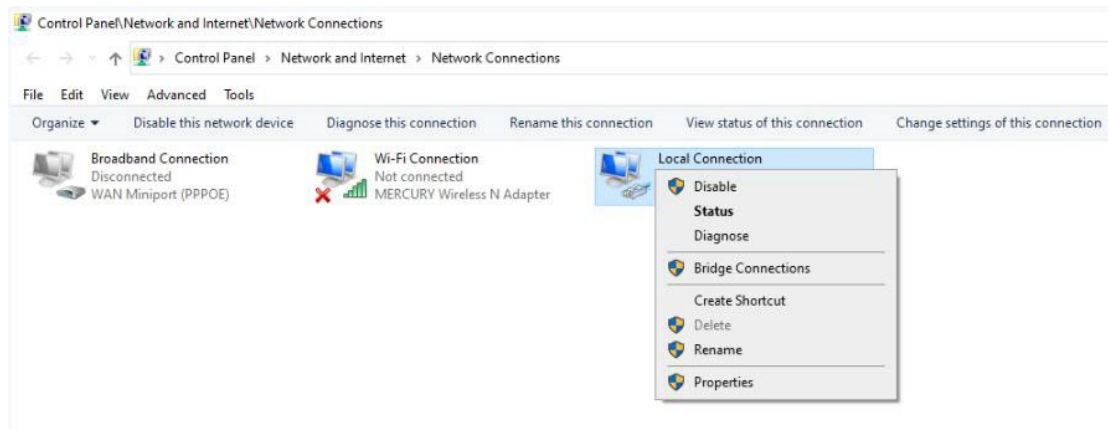 Control Panel\Network and Internet\Network Connections
Control Panel > Network and Internet > Network Connections
File Edit View Advanced Tools
Organize Disable this network device Diagnose this connection Rename this connection View status of this connection Change settings of this connection
Broadband Connection
Disconnected
WAN Miniport (PPPOE)
Wi-Fi Connection
Not connected
MERCURY Wireless N Adapter
Local Connection
Disable
Status
Diagnose
Bridge Connections
Create Shortcut
Delete
Rename
Properties